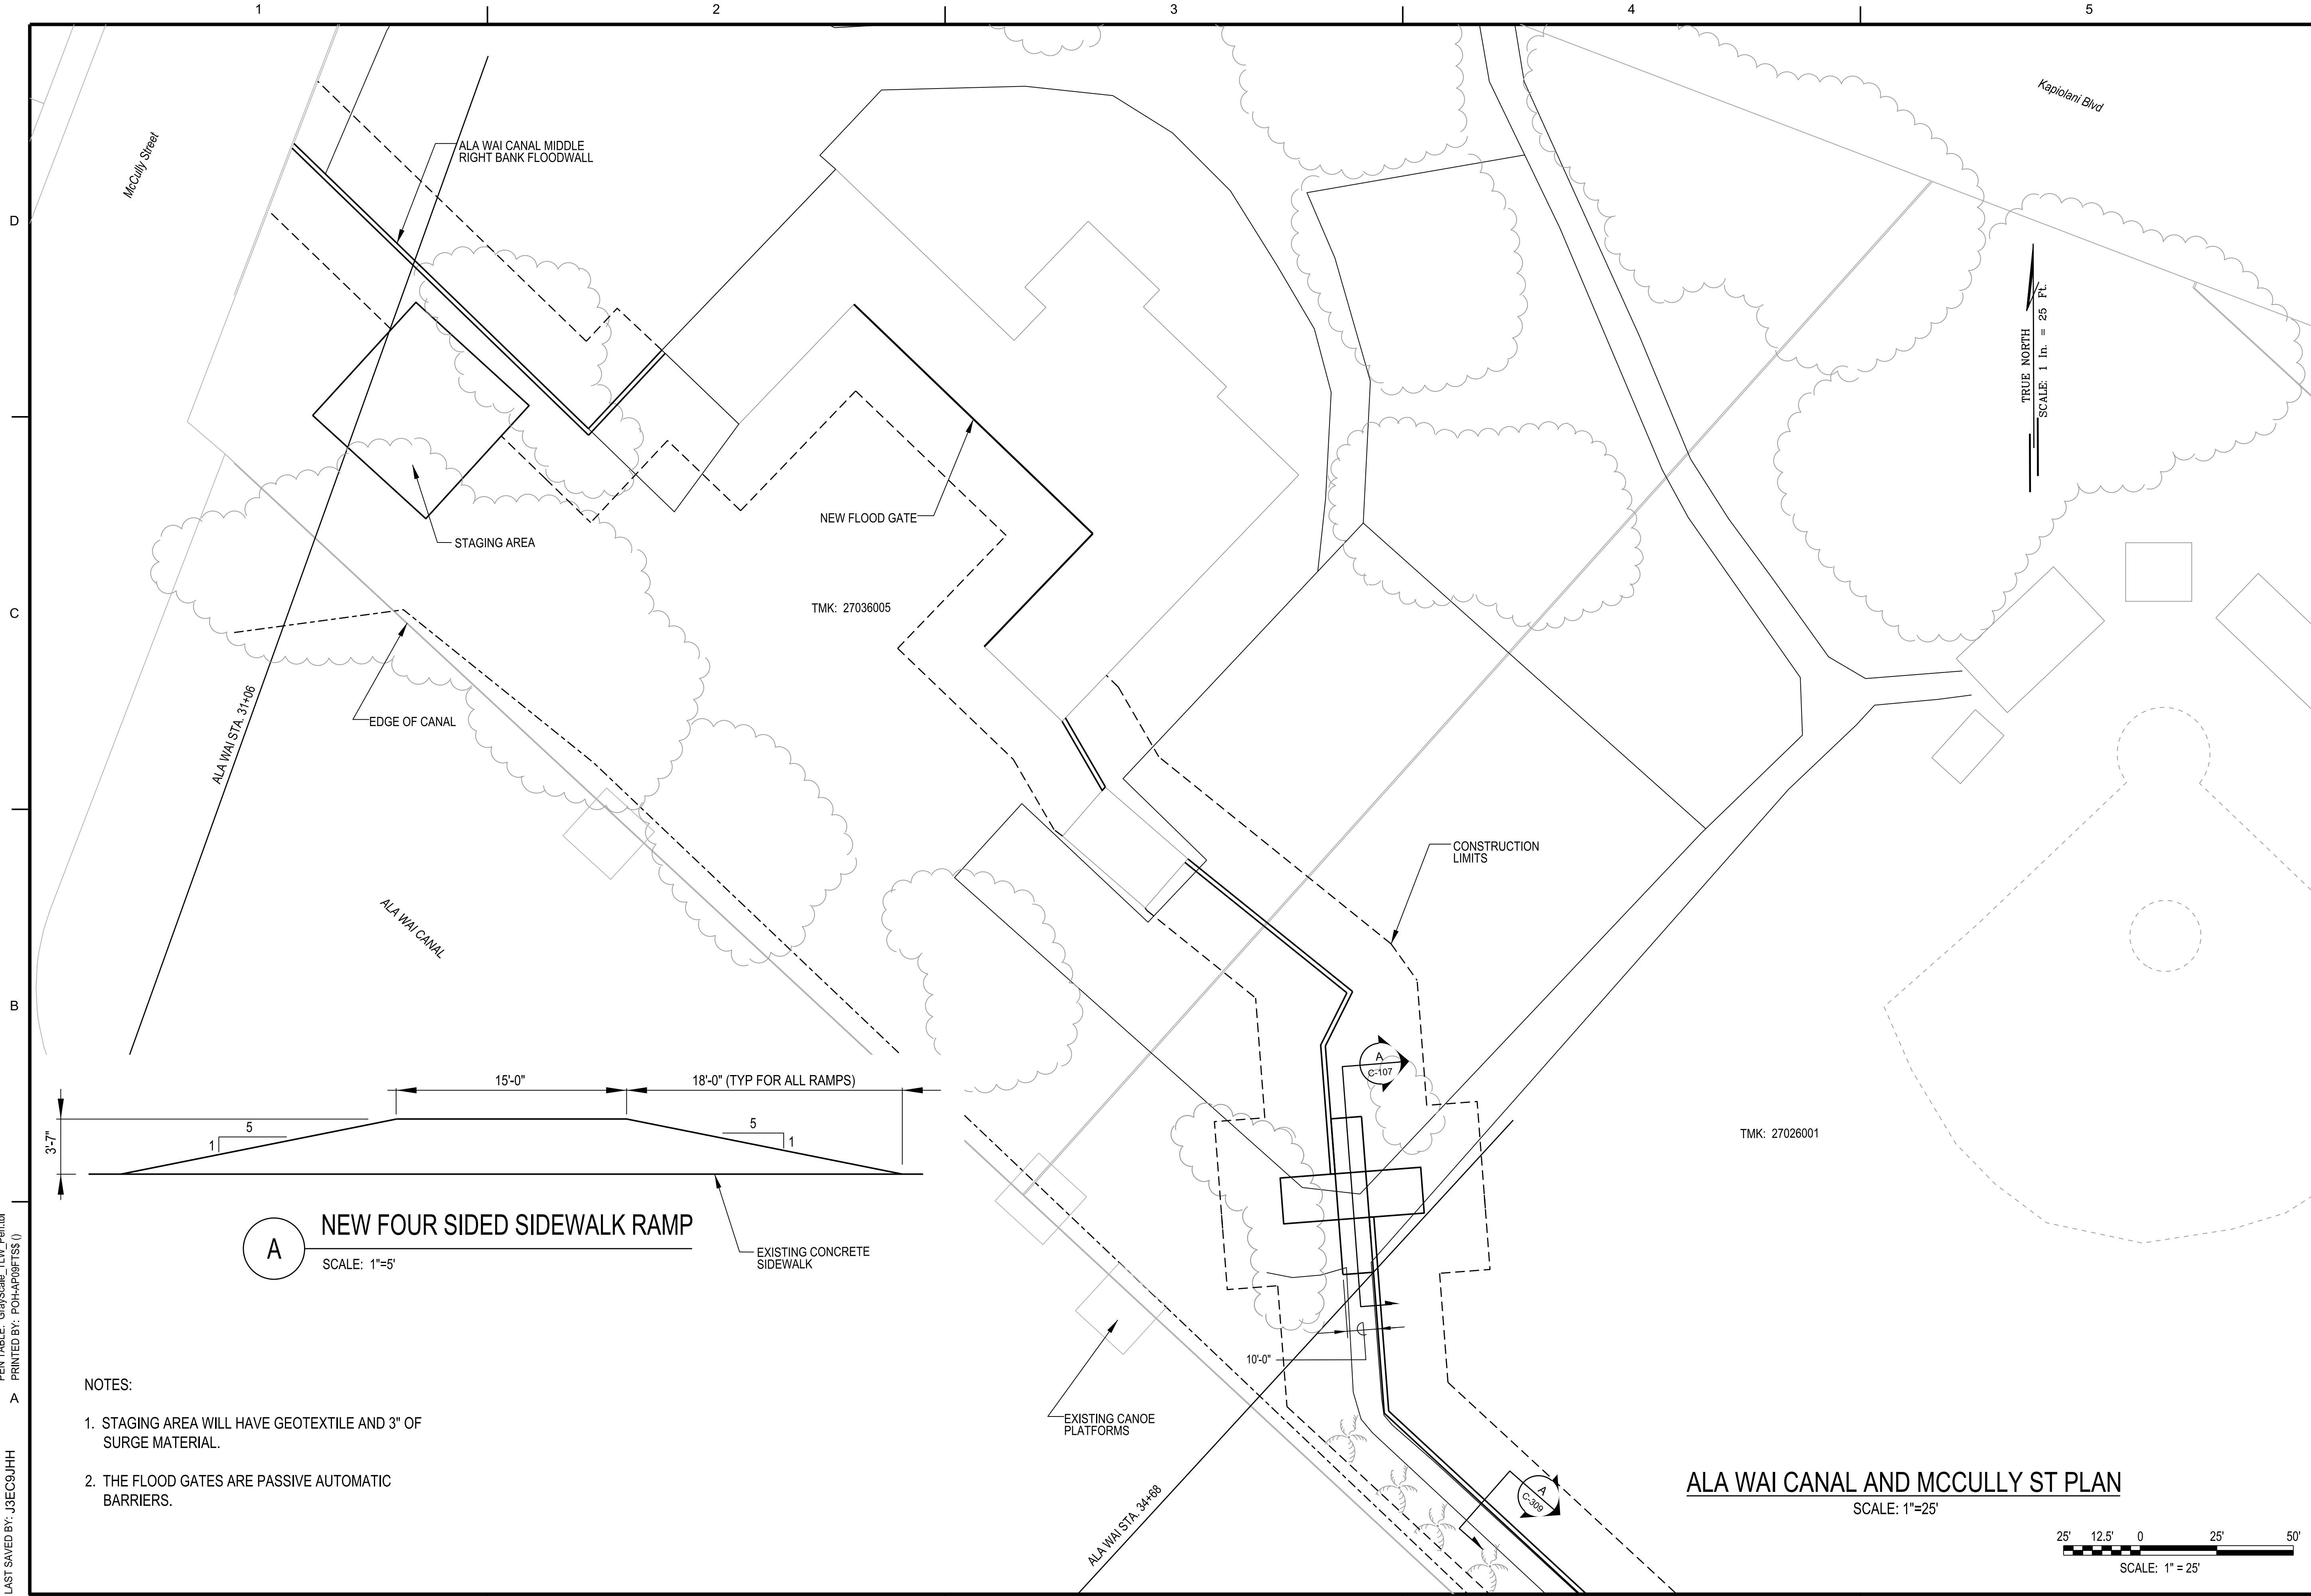 1
2
3
4
5
D
C
B
A
McCully Street
Kapiolani Blvd
ALA WAI CANAL MIDDLE
RIGHT BANK FLOODWALL
TRUE NORTH
SCALE: 1 In. = 25 Ft.
NEW FLOOD GATE
STAGING AREA
TMK: 27036005
ALA WAI STA. 31+06
EDGE OF CANAL
CONSTRUCTION
LIMITS
ALA WAI CANAL
A
C-107
15'-0"
18'-0" (TYP FOR ALL RAMPS)
3'-7"
5
1
5
1
TMK: 27026001
A
NEW FOUR SIDED SIDEWALK RAMP
SCALE: 1"=5'
EXISTING CONCRETE
SIDEWALK
10'-0"
NOTES:
1. STAGING AREA WILL HAVE GEOTEXTILE AND 3" OF
SURGE MATERIAL.
2. THE FLOOD GATES ARE PASSIVE AUTOMATIC
BARRIERS.
EXISTING CANOE
PLATFORMS
ALA WAI STA. 34+68
A
C-309
ALA WAI CANAL AND MCCULLY ST PLAN
SCALE: 1"=25'
25' 12.5' 0 25' 50'
SCALE: 1" = 25'
PRINTED BY: POH-AP09FTS$ ()
LAST SAVED BY: J3EC9JHH